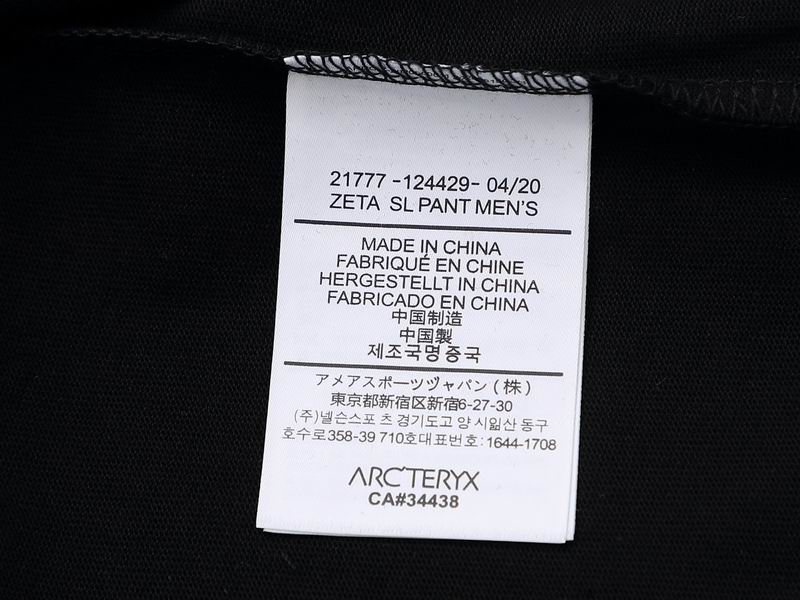 21777 -124429- 04/20
ZETA SL PANT MEN'S
MADE IN CHINA
FABRIQUÉ EN CHINE
HERGESTELLT IN CHINA
FABRICADO EN CHINA
中国制造
中国製
제조국명중국
アメアスポーツヅャパン (株)
東京都新宿区新宿6-27-30
(주)넬슨스포 츠 경기도고 양 시일산 동구
호수로358-39 710호대표번호:1644-1708
ARC'TERYX
CA#34438